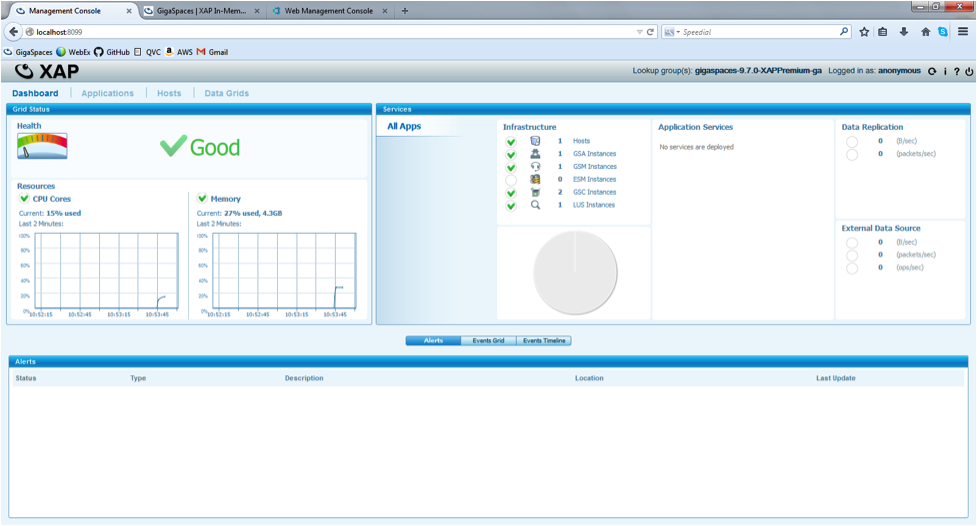 Management Console
GigaSpaces | XAP In-Mem...
Web Management Console
localhost:8099
Speedial
GigaSpaces WebEx GitHub QVC AWS Gmail
XAP
Lookup group(s): gigaspaces-9.7.0-XAPPremium-ga Logged in as: anonymous
Dashboard Applications Hosts Data Grids
Grid Status
Health
Good
Resources
CPU Cores
Current: 15% used
Last 2 Minutes:
100%
80%
60%
40%
20%
0%
10:52:15 10:52:45 10:53:15 10:53:45
Memory
Current: 27% used, 4.3GB
Last 2 Minutes:
100%
80%
60%
40%
20%
0%
10:52:15 10:52:45 10:53:15 10:53:45
Services
All Apps
Infrastructure
1 Hosts
1 GSA Instances
1 GSM Instances
0 ESM Instances
2 GSC Instances
1 LUS Instances
Application Services
No services are deployed
Data Replication
0 (B/sec)
0 (packets/sec)
External Data Source
0 (B/sec)
0 (packets/sec)
0 (ops/sec)
Alerts Events Grid Events Timeline
Alerts
Status Type Description Location Last Update